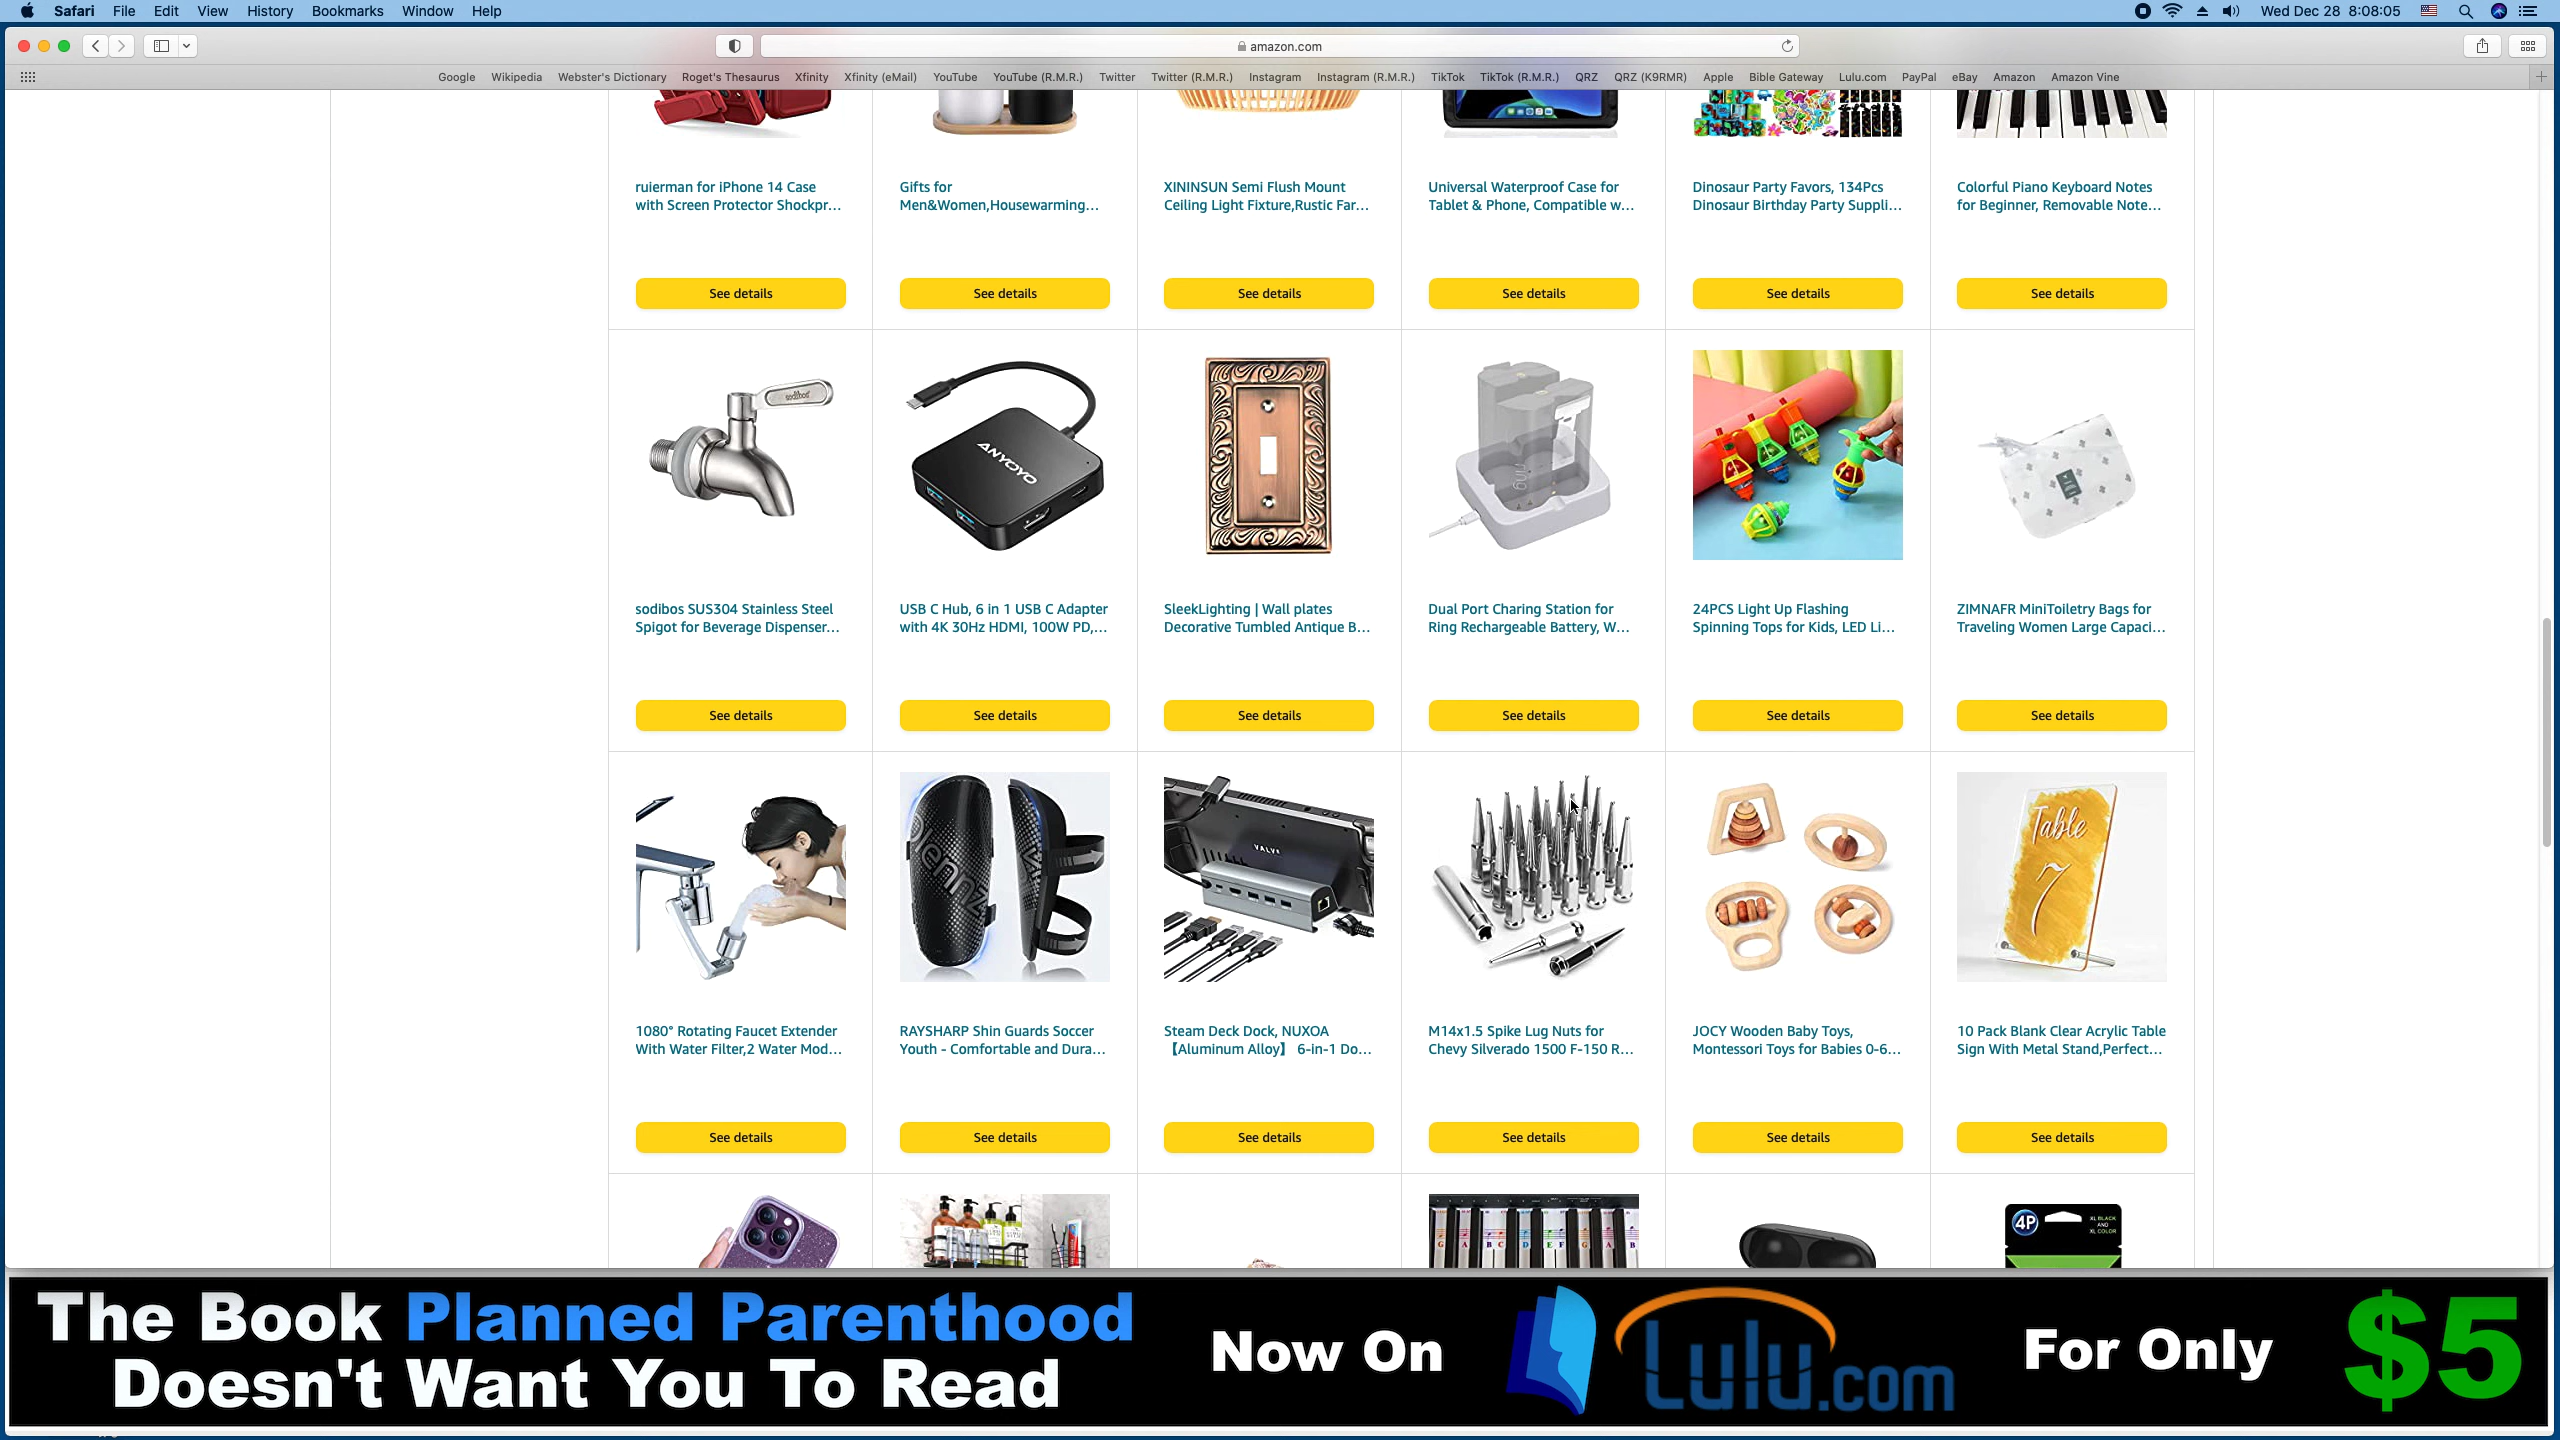 Safari File Edit View History Bookmarks Window Help
Wed Dec 28 8:08:05
amazon.com
Google Wikipedia Webster's Dictionary Roget's Thesaurus Xfinity Xfinity (eMail) YouTube YouTube (R.M.R.) Twitter Twitter (R.M.R.) Instagram Instagram (R.M.R.) TikTok TikTok (R.M.R.) QRZ QRZ (K9RMR) Apple Bible Gateway Lulu.com PayPal eBay Amazon Amazon Vine
ruierman for iPhone 14 Case
with Screen Protector Shockpr...
Gifts for
Men&Women,Housewarming...
XININSUN Semi Flush Mount
Ceiling Light Fixture,Rustic Far...
Universal Waterproof Case for
Tablet & Phone, Compatible w...
Dinosaur Party Favors, 134Pcs
Dinosaur Birthday Party Suppli...
Colorful Piano Keyboard Notes
for Beginner, Removable Note...
See details See details See details See details See details See details
sodibos
ANYOYO
ring
sodibos SUS304 Stainless Steel
Spigot for Beverage Dispenser...
USB C Hub, 6 in 1 USB C Adapter
with 4K 30Hz HDMI, 100W PD,...
SleekLighting | Wall plates
Decorative Tumbled Antique B...
Dual Port Charing Station for
Ring Rechargeable Battery, W...
24PCS Light Up Flashing
Spinning Tops for Kids, LED Li...
ZIMNAFR MiniToiletry Bags for
Traveling Women Large Capaci...
See details See details See details See details See details See details
VALVE
Table
7
1080° Rotating Faucet Extender
With Water Filter,2 Water Mod...
RAYSHARP Shin Guards Soccer
Youth - Comfortable and Dura...
Steam Deck Dock, NUXOA
【Aluminum Alloy】 6-in-1 Do...
M14x1.5 Spike Lug Nuts for
Chevy Silverado 1500 F-150 R...
JOCY Wooden Baby Toys,
Montessori Toys for Babies 0-6...
10 Pack Blank Clear Acrylic Table
Sign With Metal Stand,Perfect...
See details See details See details See details See details See details
G A B C D E F G A B
4P
XL BLACK
AND
XL COLOR
The Book Planned Parenthood
Doesn't Want You To Read
Now On
Lulu.com
For Only
$5